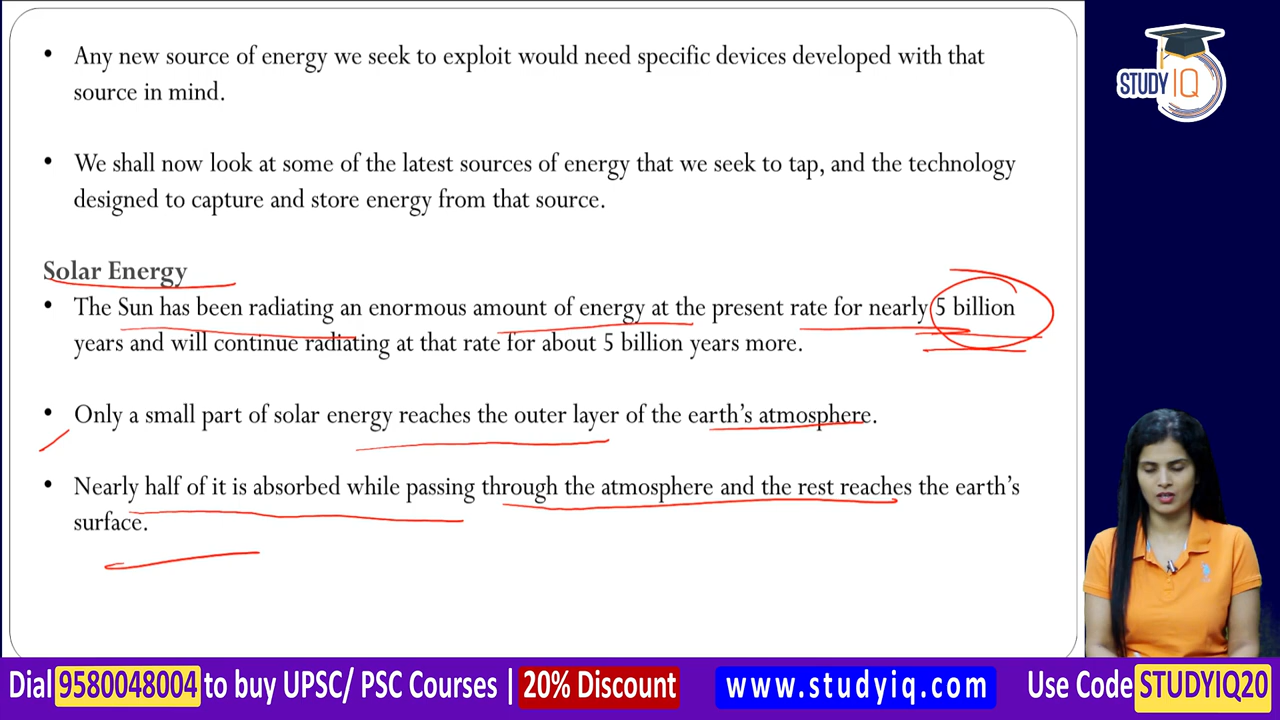 • Any new source of energy we seek to exploit would need specific devices developed with that
source in mind.
• We shall now look at some of the latest sources of energy that we seek to tap, and the technology
designed to capture and store energy from that source.
Solar Energy
• The Sun has been radiating an enormous amount of energy at the present rate for nearly 5 billion
years and will continue radiating at that rate for about 5 billion years more.
• Only a small part of solar energy reaches the outer layer of the earth's atmosphere.
• Nearly half of it is absorbed while passing through the atmosphere and the rest reaches the earth's
surface.
STUDY IQ
Dial 9580048004 to buy UPSC/ PSC Courses | 20% Discount www.studyiq.com Use Code STUDYIQ20